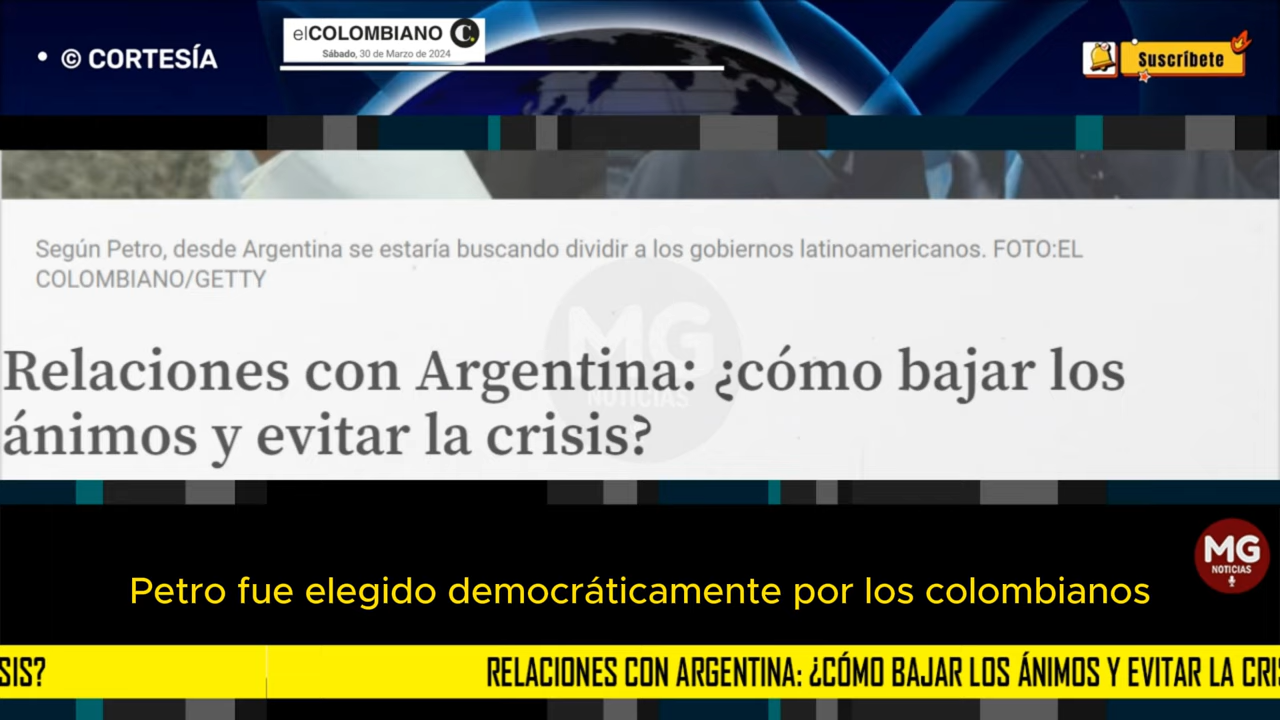 • © CORTESÍA
elCOLOMBIANO C
Sábado, 30 de Marzo de 2024
Suscríbete
Según Petro, desde Argentina se estaría buscando dividir a los gobiernos latinoamericanos. FOTO:EL
COLOMBIANO/GETTY
MG
NOTICIAS
Relaciones con Argentina: ¿cómo bajar los
ánimos y evitar la crisis?
MG
NOTICIAS
Petro fue elegido democráticamente por los colombianos
SIS? RELACIONES CON ARGENTINA: ¿CÓMO BAJAR LOS ÁNIMOS Y EVITAR LA CRIS